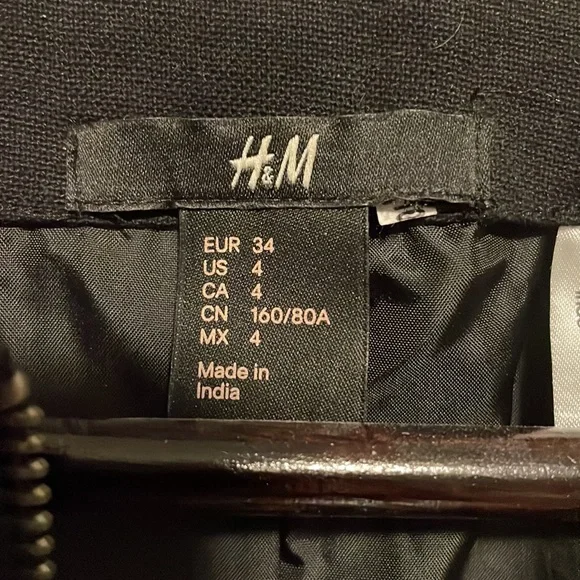 H&M
EUR 34
US 4
CA 4
CN 160/80A
MX 4
Made in
India